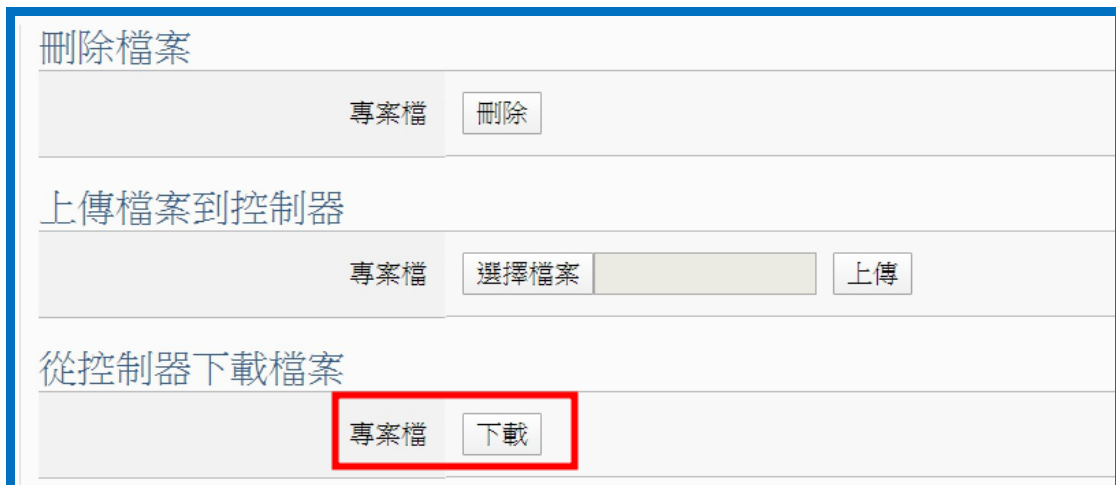 刪除檔案
專案檔 刪除
上傳檔案到控制器
專案檔 選擇檔案 上傳
從控制器下載檔案
專案檔 下載